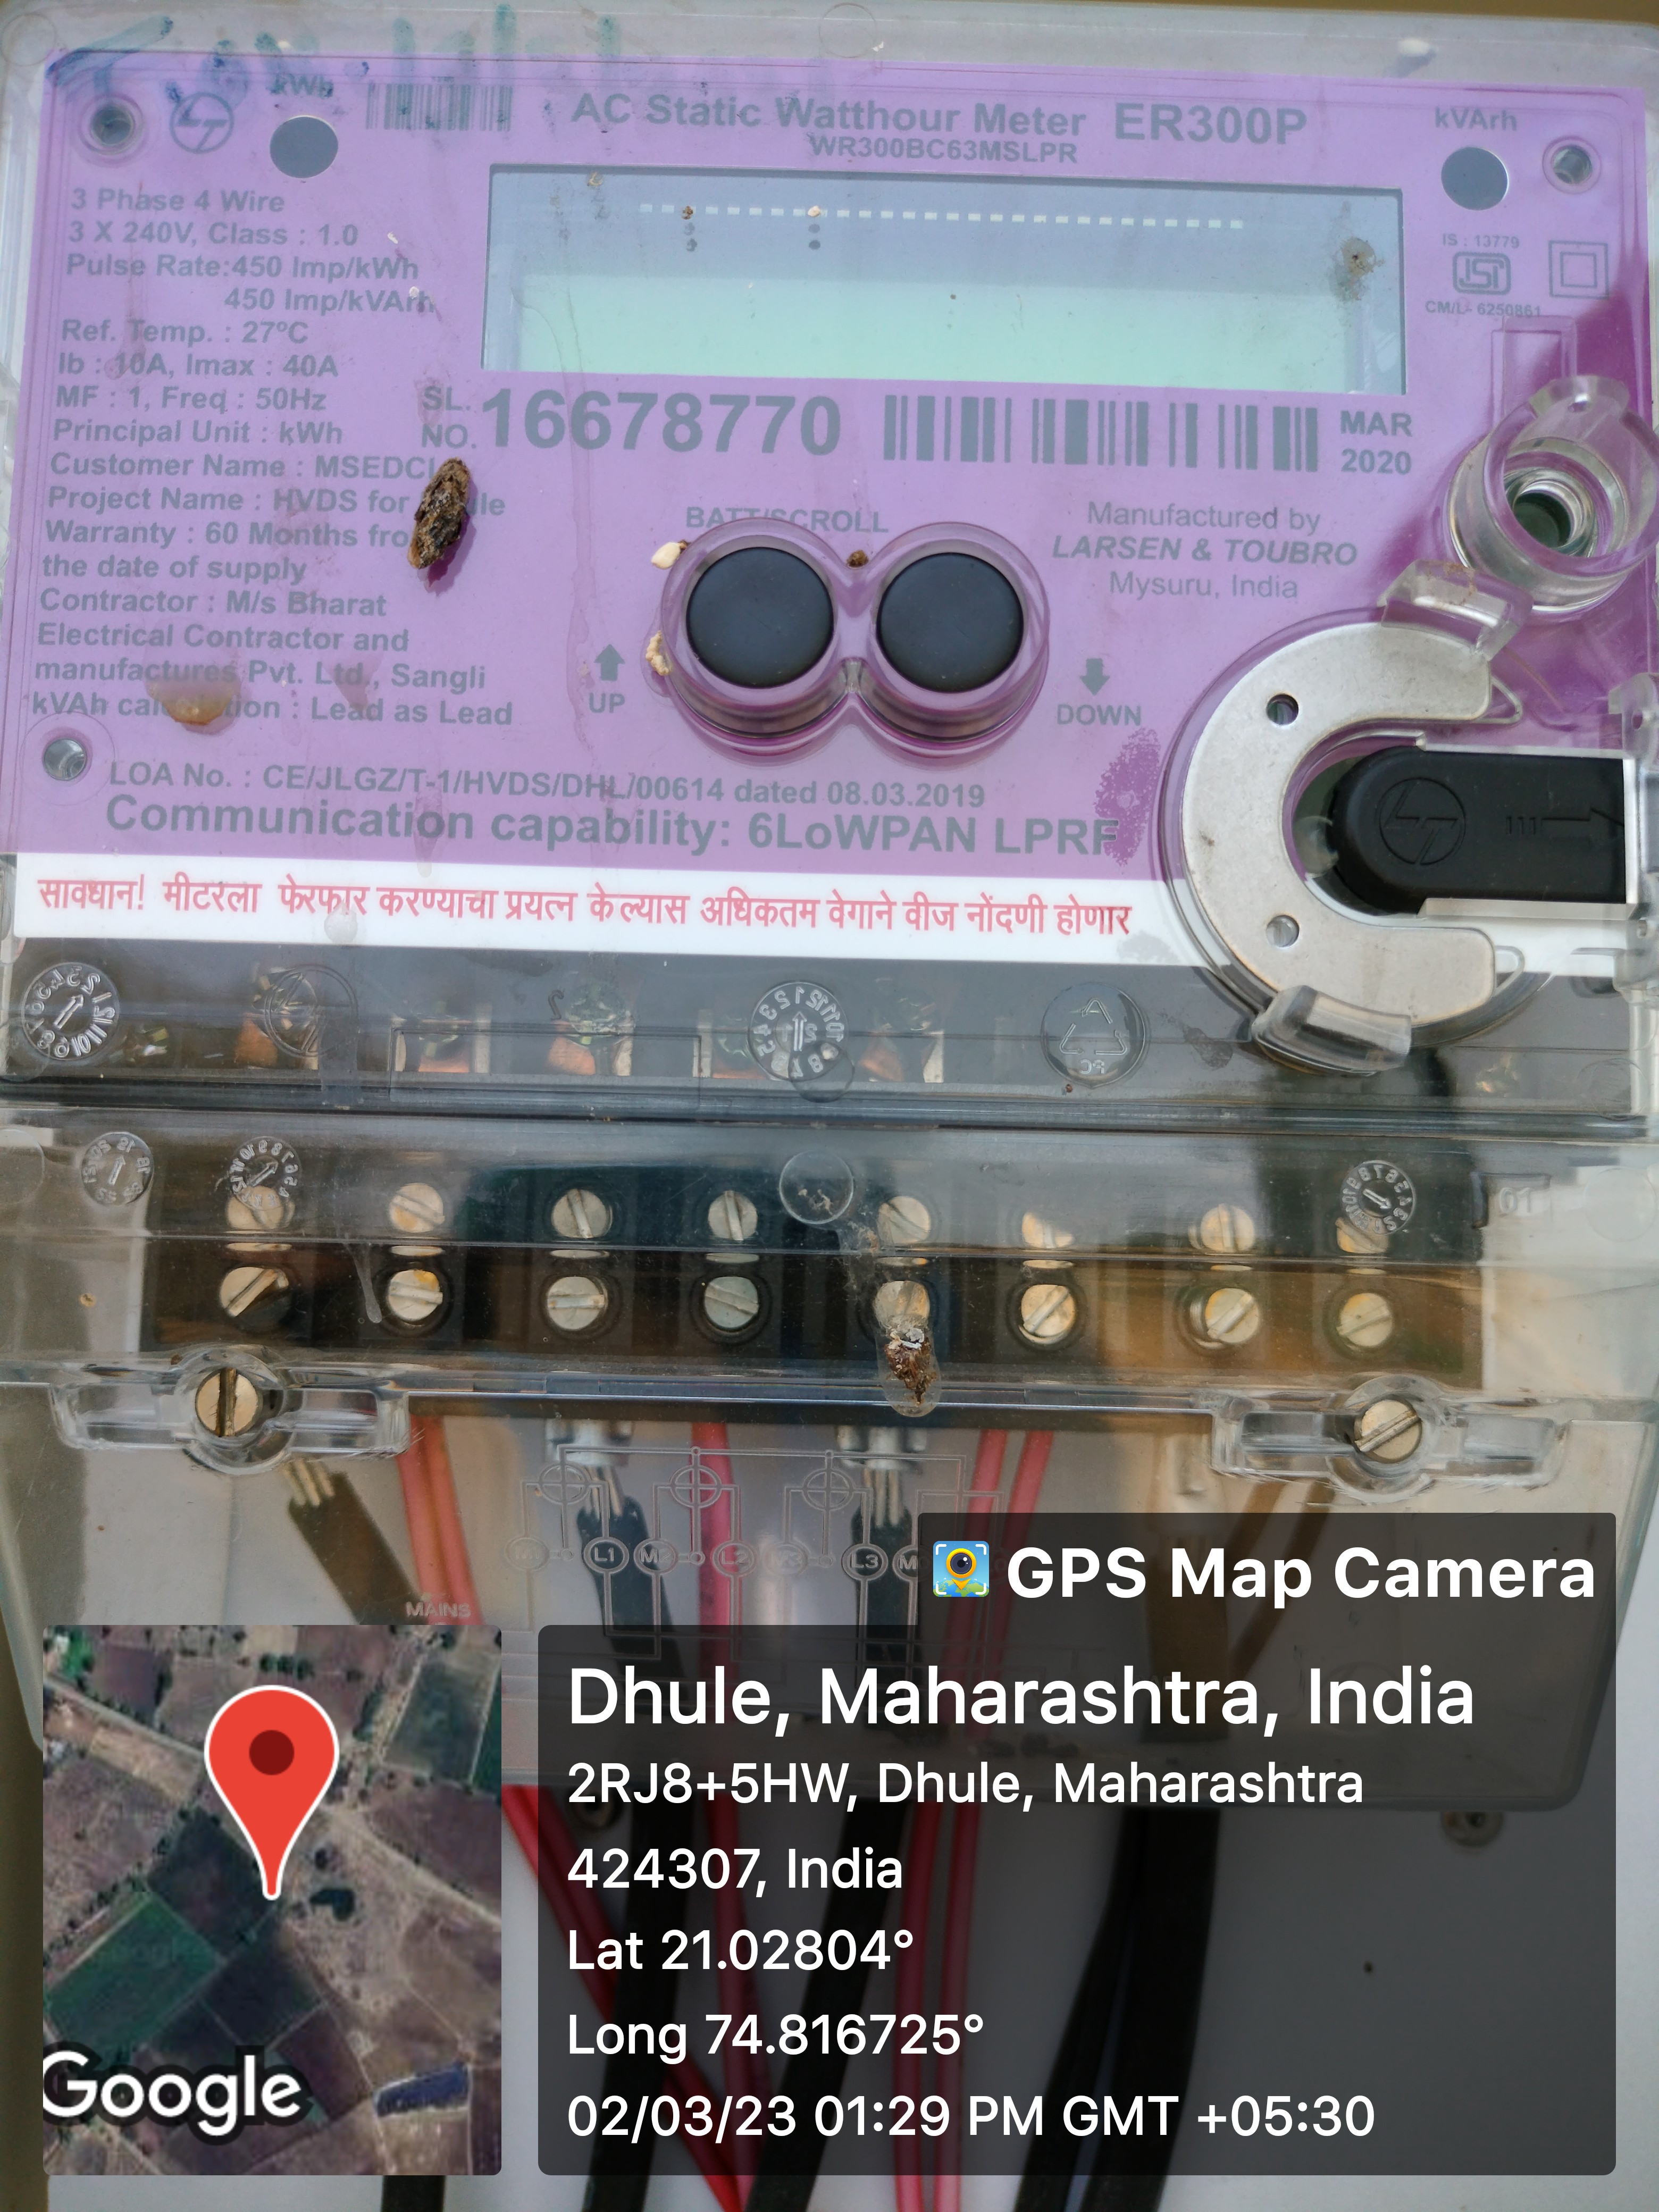 kWh
AC Static Watthour Meter ER300P
WR300BC63MSLPR
kVArh
3 Phase 4 Wire
3 X 240V, Class : 1.0
Pulse Rate:450 Imp/kWh
450 Imp/kVArh
Ref. Temp. : 27°C
Ib : 10A, Imax : 40A
MF : 1, Freq : 50Hz
Principal Unit : kWh
Customer Name : MSEDCL
Project Name : HVDS for
Warranty : 60 Months from
the date of supply
Contractor : M/s Bharat
Electrical Contractor and
manufactures Pvt. Ltd., Sangli
kVAh calculation : Lead as Lead
IS : 13779
ISI
CM/L- 6250861
SL. NO. 16678770
MAR
2020
BATT/SCROLL
UP
DOWN
Manufactured by
LARSEN & TOUBRO
Mysuru, India
LOA No. : CE/JLGZ/T-1/HVDS/DHL/00614 dated 08.03.2019
Communication capability: 6LoWPAN LPRF
सावधान! मीटरला फेरफार करण्याचा प्रयत्न केल्यास अधिकतम वेगाने वीज नोंदणी होणार
L1 M2 L2 M3 L3
MAINS
GPS Map Camera
Dhule, Maharashtra, India
2RJ8+5HW, Dhule, Maharashtra
424307, India
Lat 21.02804°
Long 74.816725°
02/03/23 01:29 PM GMT +05:30
Google